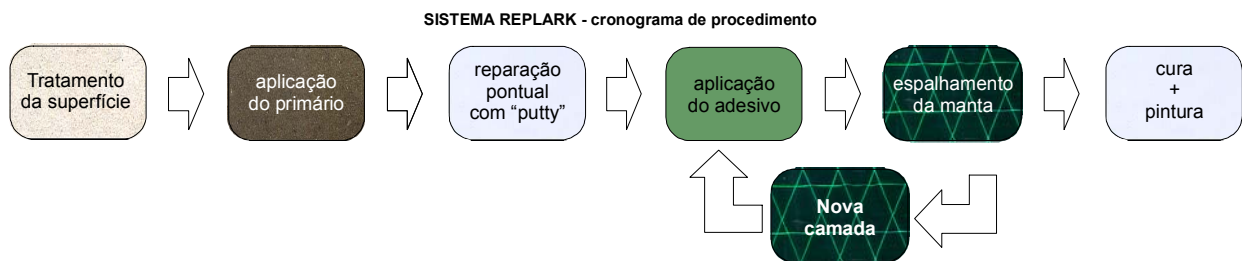 SISTEMA REPLARK - cronograma de procedimento
Tratamento
da superfície
aplicação
do primário
reparação
pontual
com “putty”
aplicação
do adesivo
espalhamento
da manta
cura
+
pintura
Nova
camada